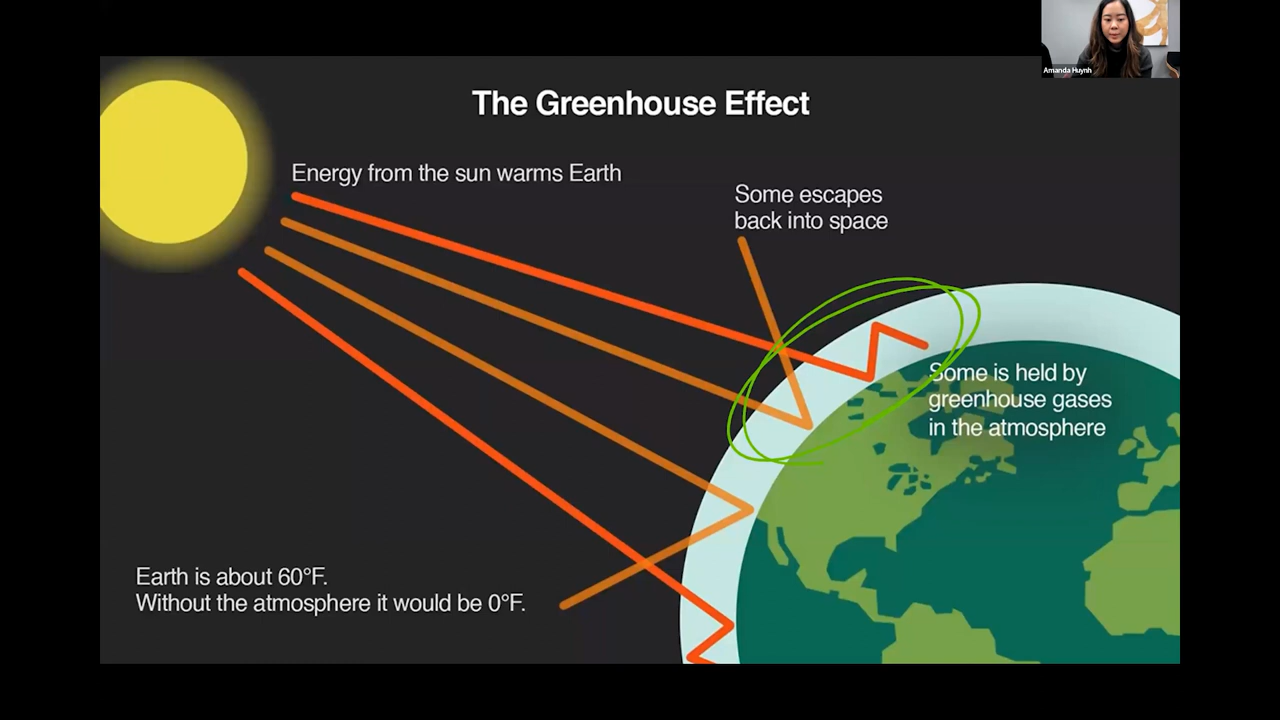 Amanda Huynh
The Greenhouse Effect
Energy from the sun warms Earth
Some escapes
back into space
Some is held by
greenhouse gases
in the atmosphere
Earth is about 60°F.
Without the atmosphere it would be 0°F.